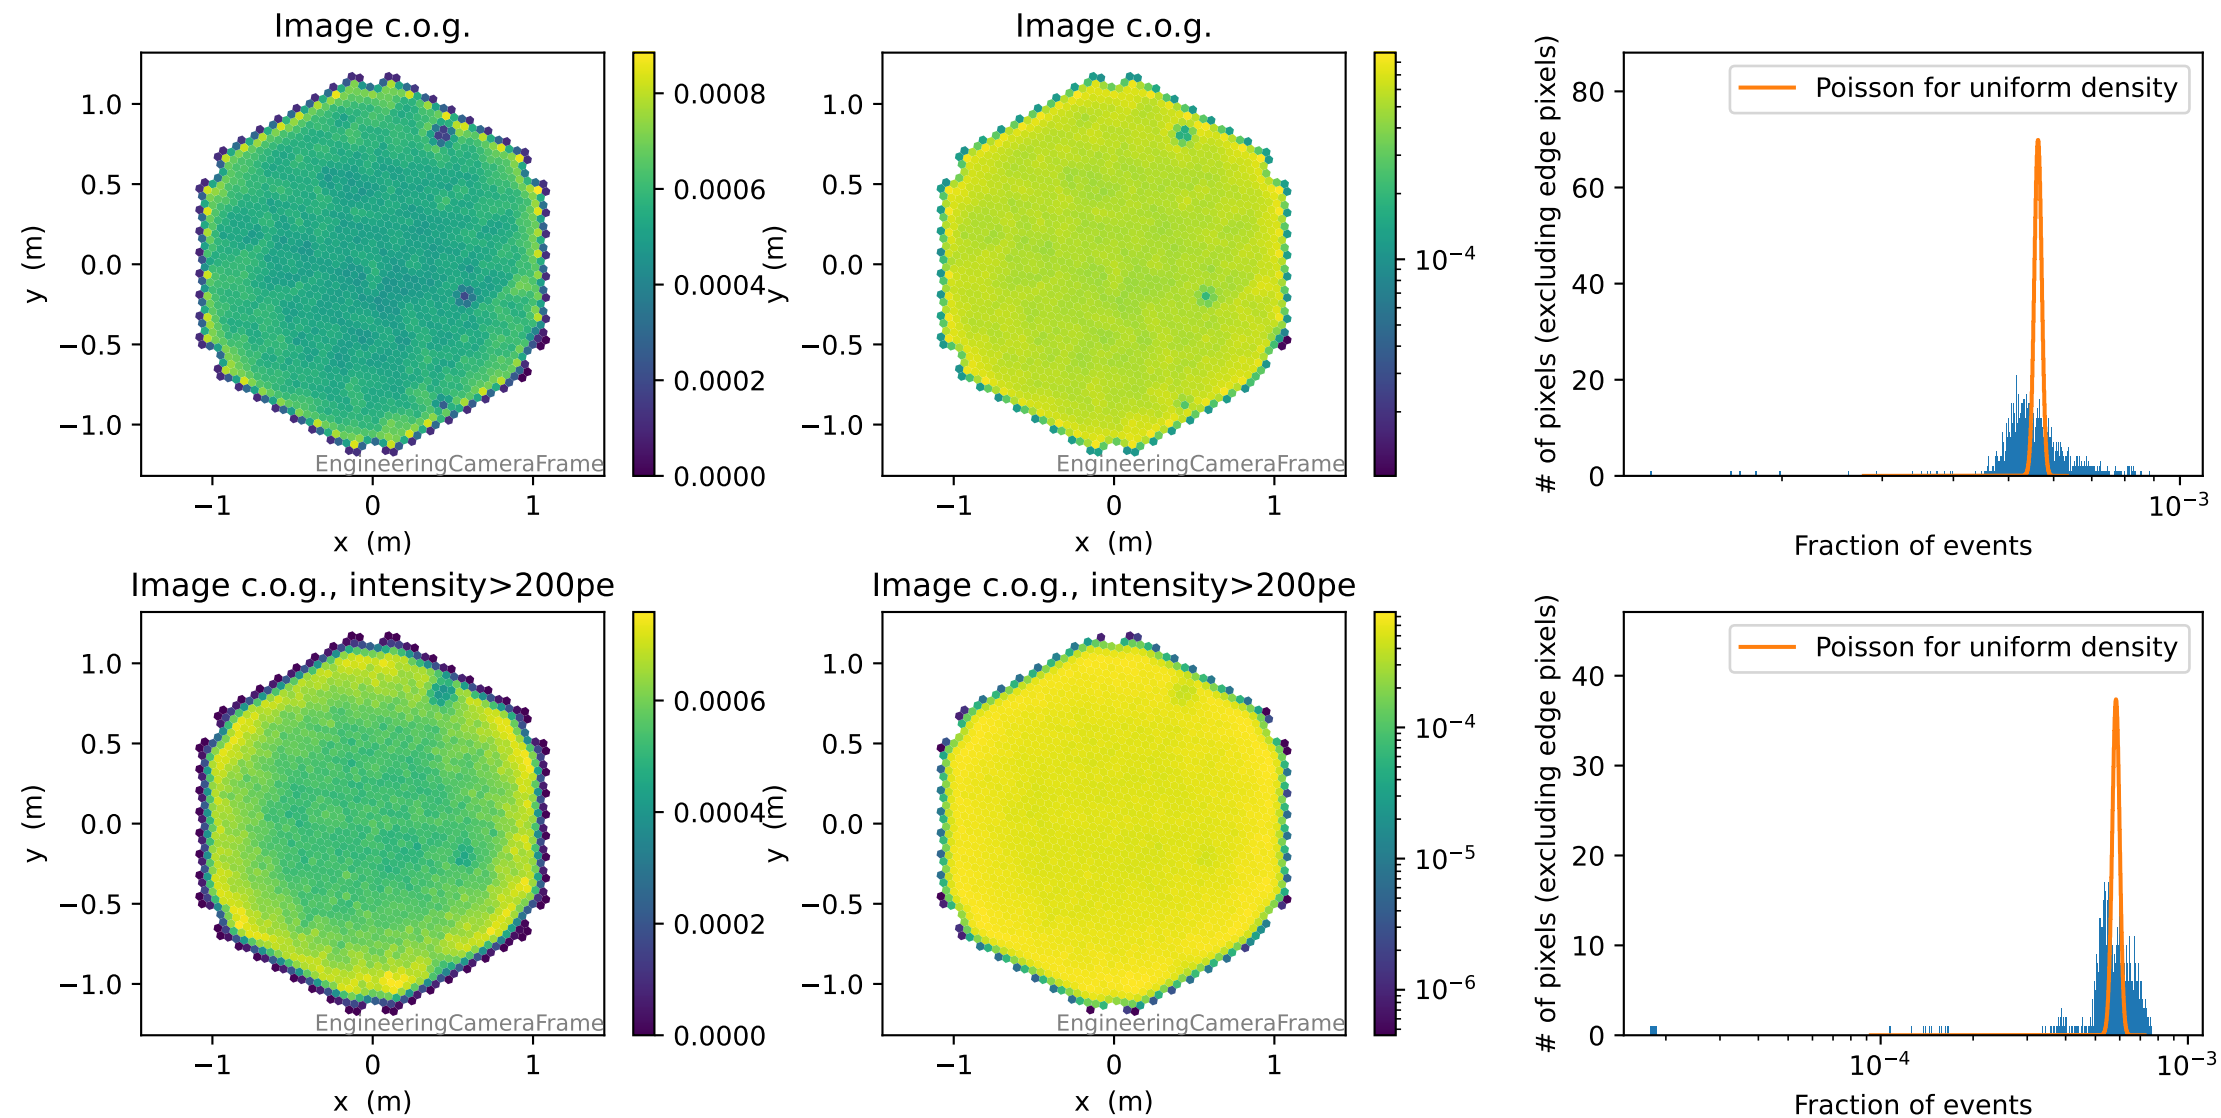 Image c.o.g.
1.0
0.5
0.0
−0.5
−1.0
y (m)
−1 0 1
x (m)
EngineeringCameraFrame
0.0008
0.0006
0.0004
0.0002
0.0000
Image c.o.g.
1.0
0.5
0.0
−0.5
−1.0
y (m)
−1 0 1
x (m)
EngineeringCameraFrame
10⁻⁴
# of pixels (excluding edge pixels)
80
60
40
20
0
Poisson for uniform density
10⁻³
Fraction of events
Image c.o.g., intensity>200pe
1.0
0.5
0.0
−0.5
−1.0
y (m)
−1 0 1
x (m)
EngineeringCameraFrame
0.0006
0.0004
0.0002
0.0000
Image c.o.g., intensity>200pe
1.0
0.5
0.0
−0.5
−1.0
y (m)
−1 0 1
x (m)
EngineeringCameraFrame
10⁻⁴
10⁻⁵
10⁻⁶
# of pixels (excluding edge pixels)
40
30
20
10
0
Poisson for uniform density
10⁻⁴ 10⁻³
Fraction of events